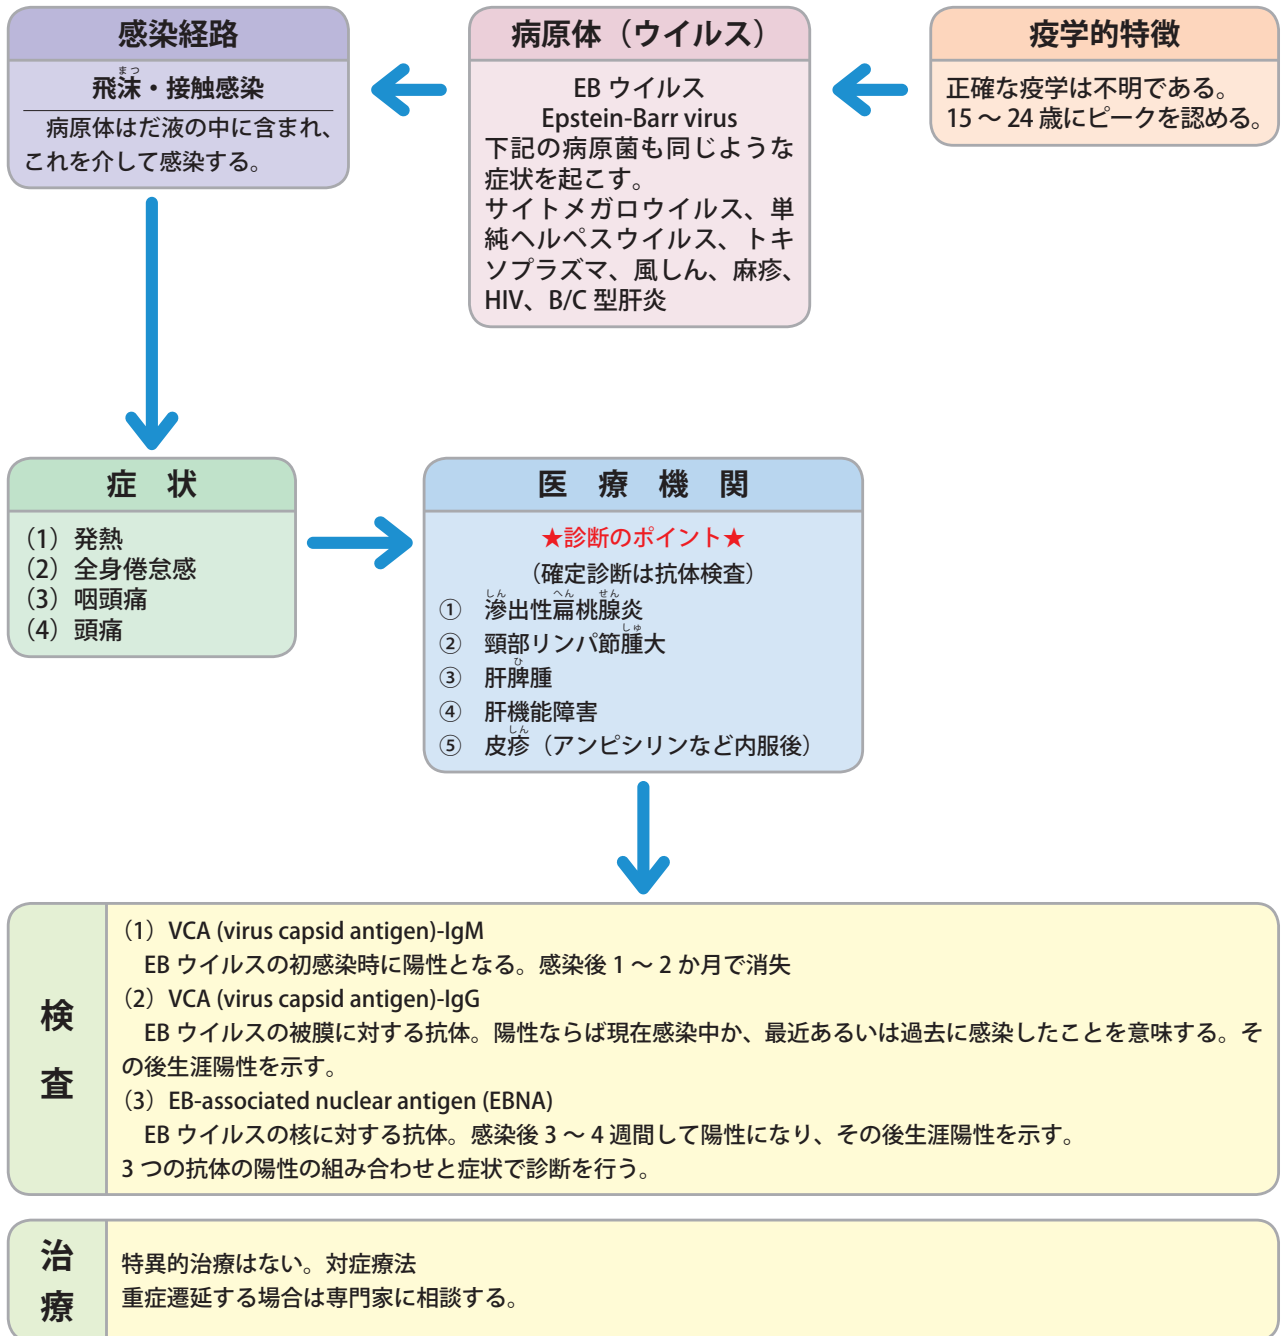 感染経路
飛沫・接触感染
まつ
病原体はだ液の中に含まれ、
これを介して感染する。
病原体（ウイルス）
EB ウイルス
Epstein-Barr virus
下記の病原菌も同じような
症状を起こす。
サイトメガロウイルス、単
純ヘルペスウイルス、トキ
ソプラズマ、風しん、麻疹、
HIV、B/C 型肝炎
疫学的特徴
正確な疫学は不明である。
15 ～ 24 歳にピークを認める。
症 状
（1）発熱
（2）全身倦怠感
（3）咽頭痛
（4）頭痛
医 療 機 関
★診断のポイント★
（確定診断は抗体検査）
しん へん せん
① 滲出性扁桃腺炎
しゅ
② 頸部リンパ節腫大
ひ
③ 肝脾腫
④ 肝機能障害
しん
⑤ 皮疹（アンピシリンなど内服後）
検査
（1）VCA (virus capsid antigen)-IgM
EB ウイルスの初感染時に陽性となる。感染後 1 ～ 2 か月で消失
（2）VCA (virus capsid antigen)-IgG
EB ウイルスの被膜に対する抗体。陽性ならば現在感染中か、最近あるいは過去に感染したことを意味する。そ
の後生涯陽性を示す。
（3）EB-associated nuclear antigen (EBNA)
EB ウイルスの核に対する抗体。感染後 3 ～ 4 週間して陽性になり、その後生涯陽性を示す。
3 つの抗体の陽性の組み合わせと症状で診断を行う。
治療
特異的治療はない。対症療法
重症遷延する場合は専門家に相談する。